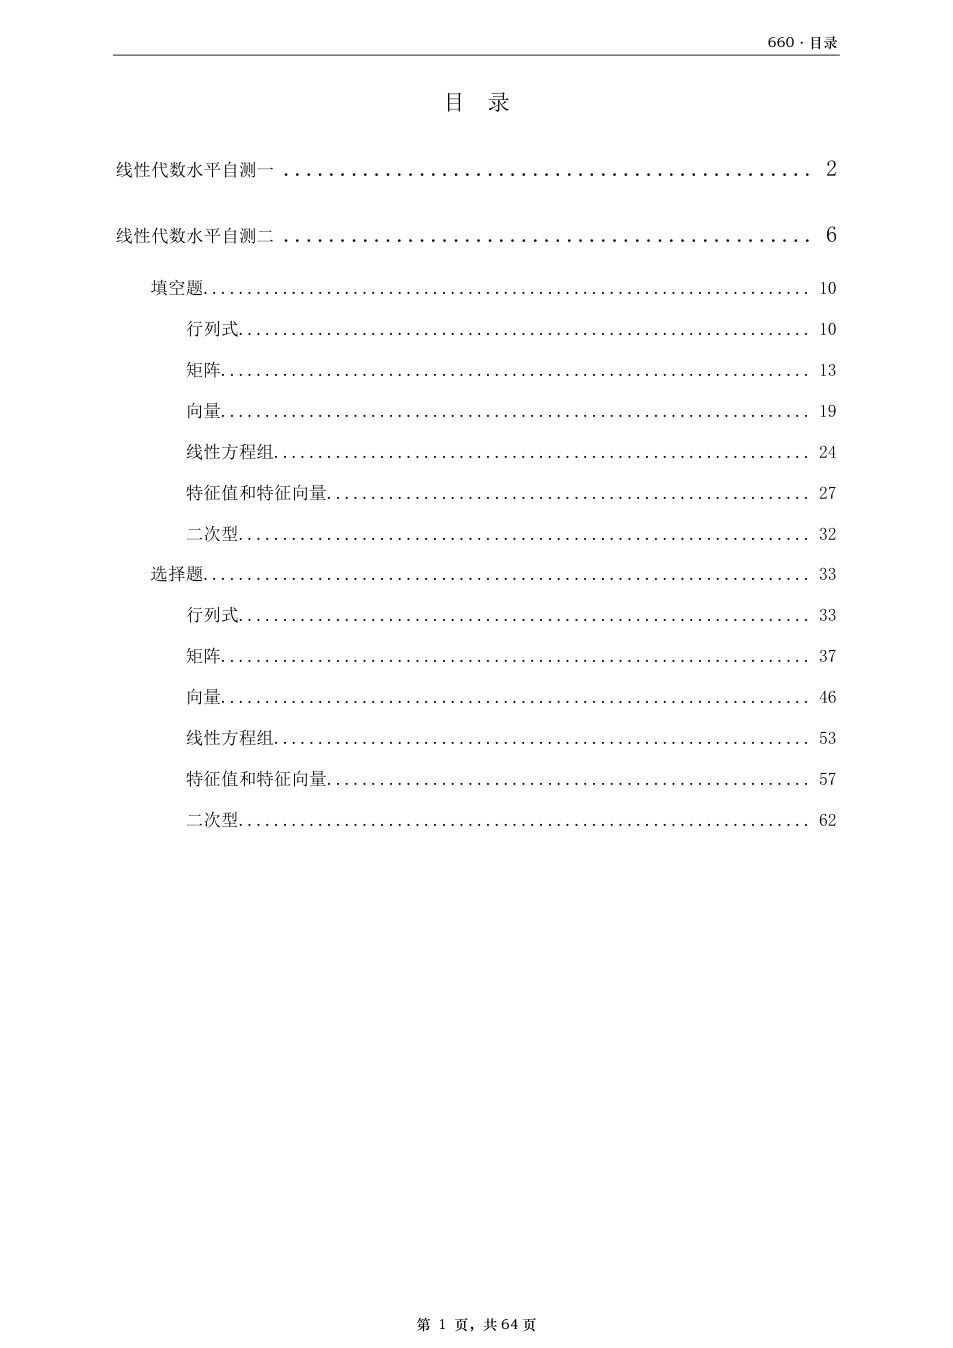 660 · 目录
目 录
线性代数水平自测一 ............................................... 2
线性代数水平自测二 ............................................... 6
填空题..................................................................... 10
行列式................................................................. 10
矩阵................................................................... 13
向量................................................................... 19
线性方程组............................................................. 24
特征值和特征向量....................................................... 27
二次型................................................................. 32
选择题..................................................................... 33
行列式................................................................. 33
矩阵................................................................... 37
向量................................................................... 46
线性方程组............................................................. 53
特征值和特征向量....................................................... 57
二次型................................................................. 62
第 1 页，共 64 页